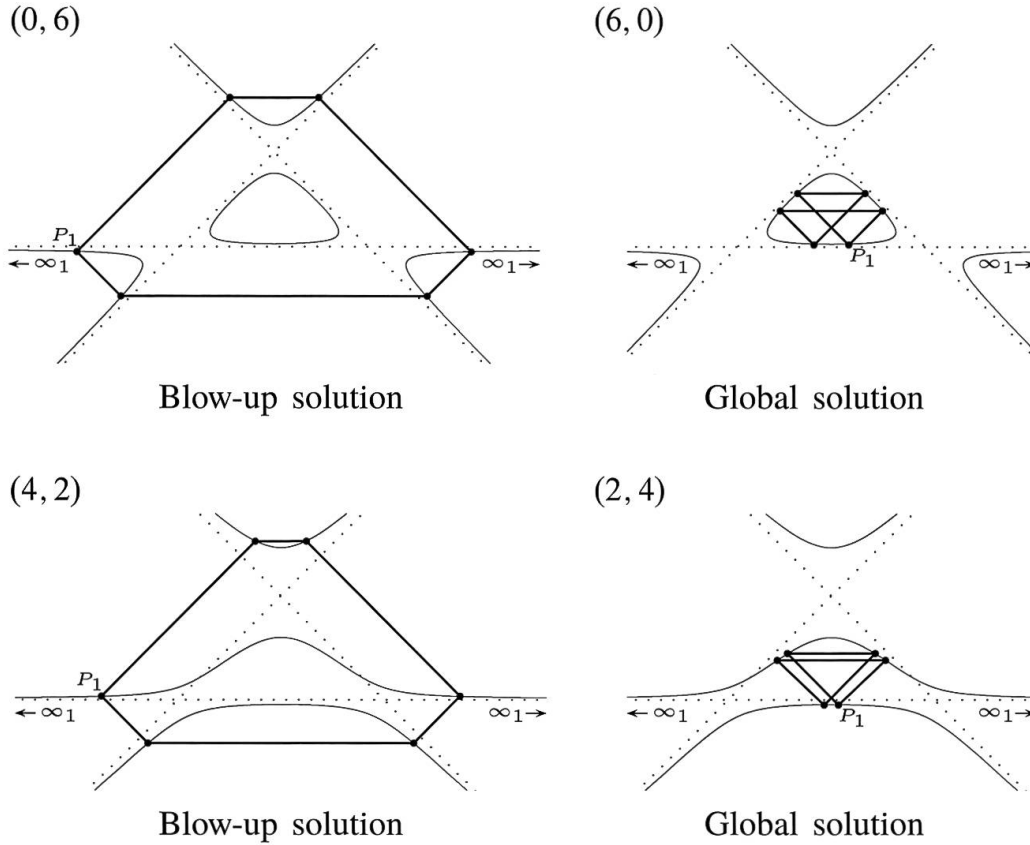 (0, 6)
P₁
←∞₁
∞₁→
Blow-up solution
(6, 0)
←∞₁
P₁
∞₁→
Global solution
(4, 2)
P₁
←∞₁
∞₁→
Blow-up solution
(2, 4)
←∞₁
P₁
∞₁→
Global solution